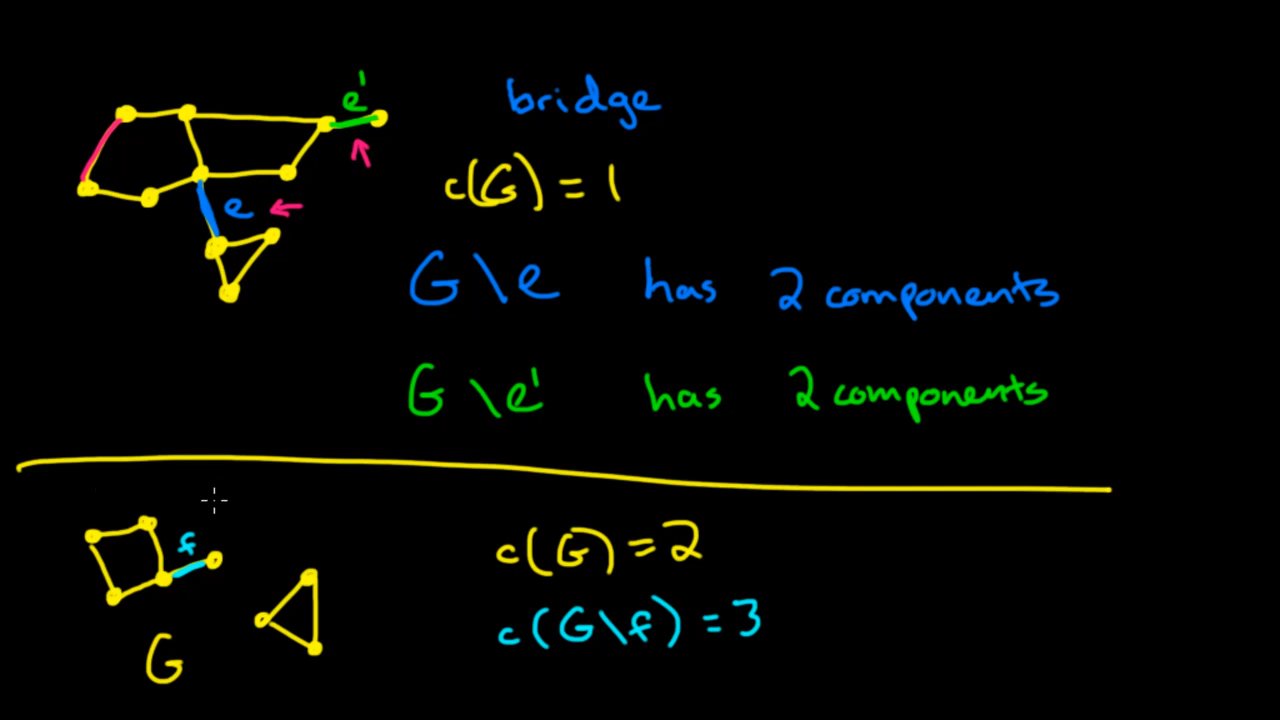 e'
bridge
c(G) = 1
e
G \ e has 2 components
G \ e' has 2 components
f
c(G) = 2
c(G\f) = 3
G